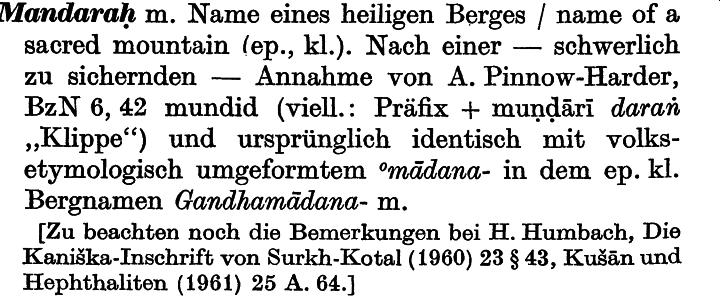 Mandaraḥ m. Name eines heiligen Berges / name of a
sacred mountain (ep., kl.). Nach einer — schwerlich
zu sichernden — Annahme von A. Pinnow-Harder,
BzN 6, 42 mundid (viell.: Präfix + muṇḍārī daraṅ
„Klippe“) und ursprünglich identisch mit volks-
etymologisch umgeformtem °mādana- in dem ep. kl.
Bergnamen Gandhamādana- m.
[Zu beachten noch die Bemerkungen bei H. Humbach, Die
Kaniška-Inschrift von Surkh-Kotal (1960) 23 § 43, Kušān und
Hephthaliten (1961) 25 A. 64.]